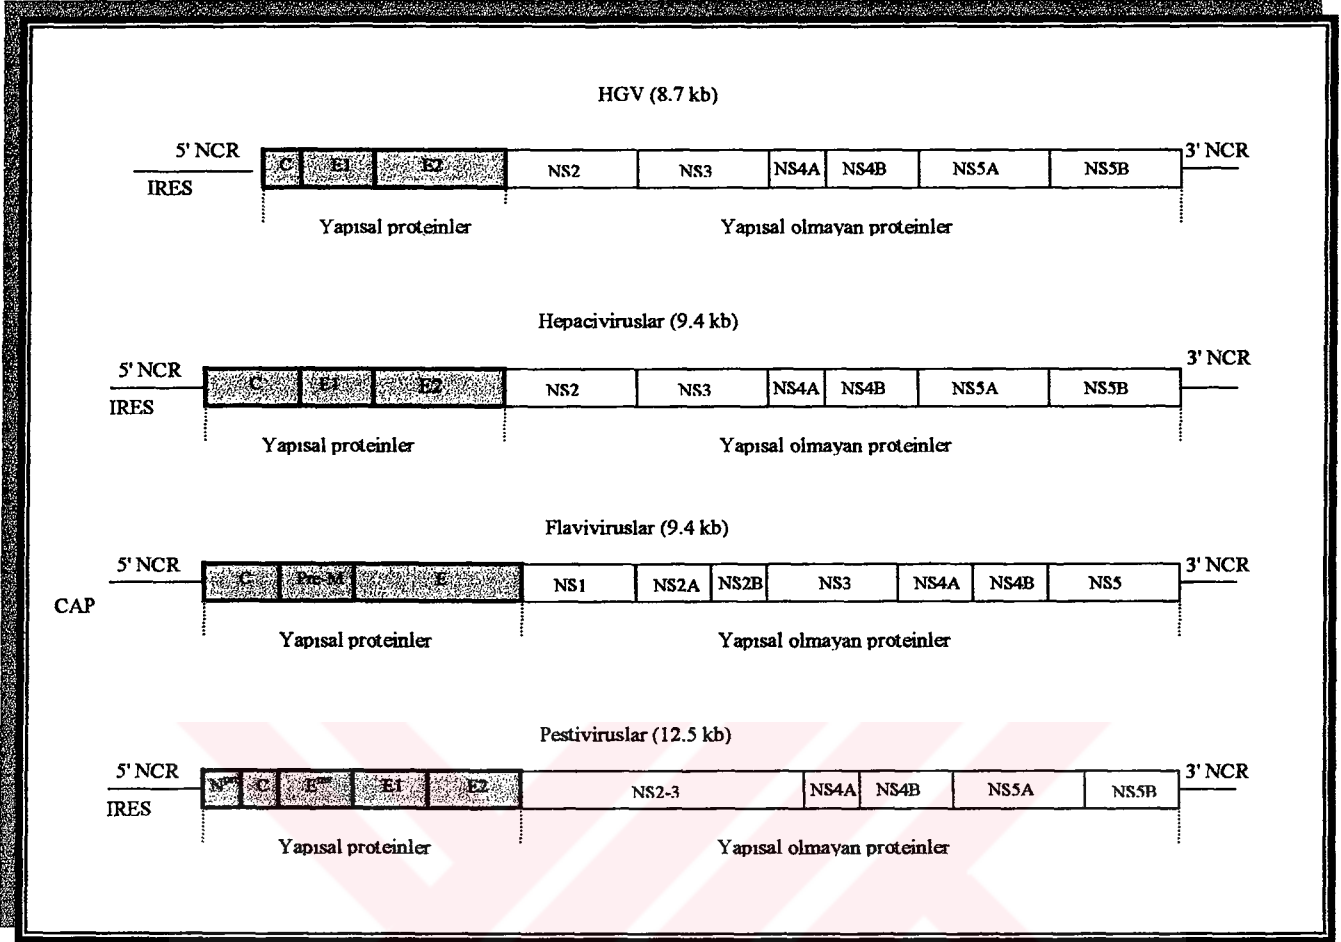 HGV (8.7 kb)
5' NCR C E1 E2 NS2 NS3 NS4A NS4B NS5A NS5B 3' NCR
IRES
Yapısal proteinler Yapısal olmayan proteinler
Hepaciviruslar (9.4 kb)
5' NCR C E1 E2 NS2 NS3 NS4A NS4B NS5A NS5B 3' NCR
IRES
Yapısal proteinler Yapısal olmayan proteinler
Flaviviruslar (9.4 kb)
5' NCR C Pre-M E NS1 NS2A NS2B NS3 NS4A NS4B NS5 3' NCR
CAP
Yapısal proteinler Yapısal olmayan proteinler
Pestiviruslar (12.5 kb)
5' NCR N^pro C E^rns E1 E2 NS2-3 NS4A NS4B NS5A NS5B 3' NCR
IRES
Yapısal proteinler Yapısal olmayan proteinler